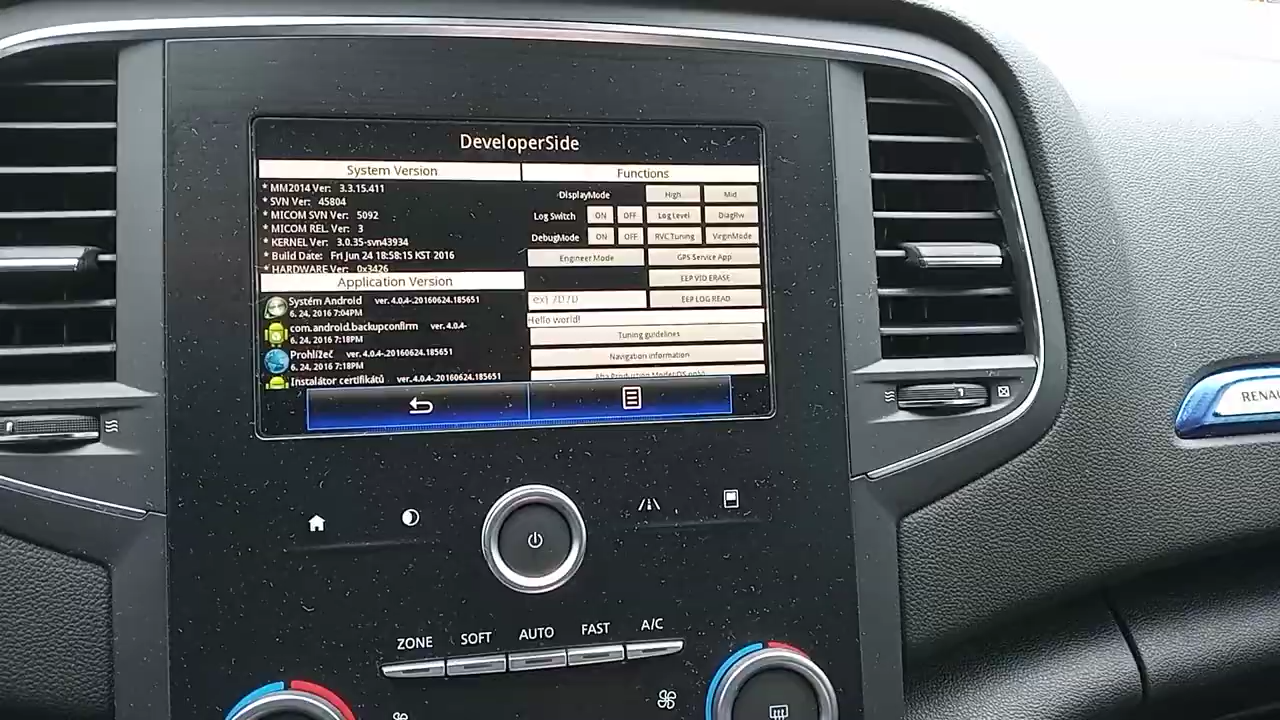 DeveloperSide
System Version
* MM2014 Ver: 3.3.15.411
* SVN Ver: 45804
* MICOM SVN Ver: 5092
* MICOM REL. Ver: 3
* KERNEL Ver: 3.0.35-svn43934
* Build Date: Fri Jun 24 18:58:15 KST 2016
* HARDWARE Ver: 0x3426
Application Version
Systém Android ver. 4.0.4-.20160624.185651
6. 24, 2016 7:04PM
com.android.backupconfirm ver. 4.0.4-
6. 24, 2016 7:18PM
Prohlížeč ver. 4.0.4-.20160624.185651
6. 24, 2016 7:18PM
Instalátor certifikátů ver. 4.0.4-.20160624.185651
Functions
DisplayMode High Mid
Log Switch ON OFF Log Level DiagRw
DebugMode ON OFF RVC Tuning VirginMode
Engineer Mode GPS Service App
EEP VID ERASE
ex) 7D7D EEP LOG READ
Hello world!
Tuning guidelines
Navigation information
1
RENAU
ZONE SOFT AUTO FAST A/C